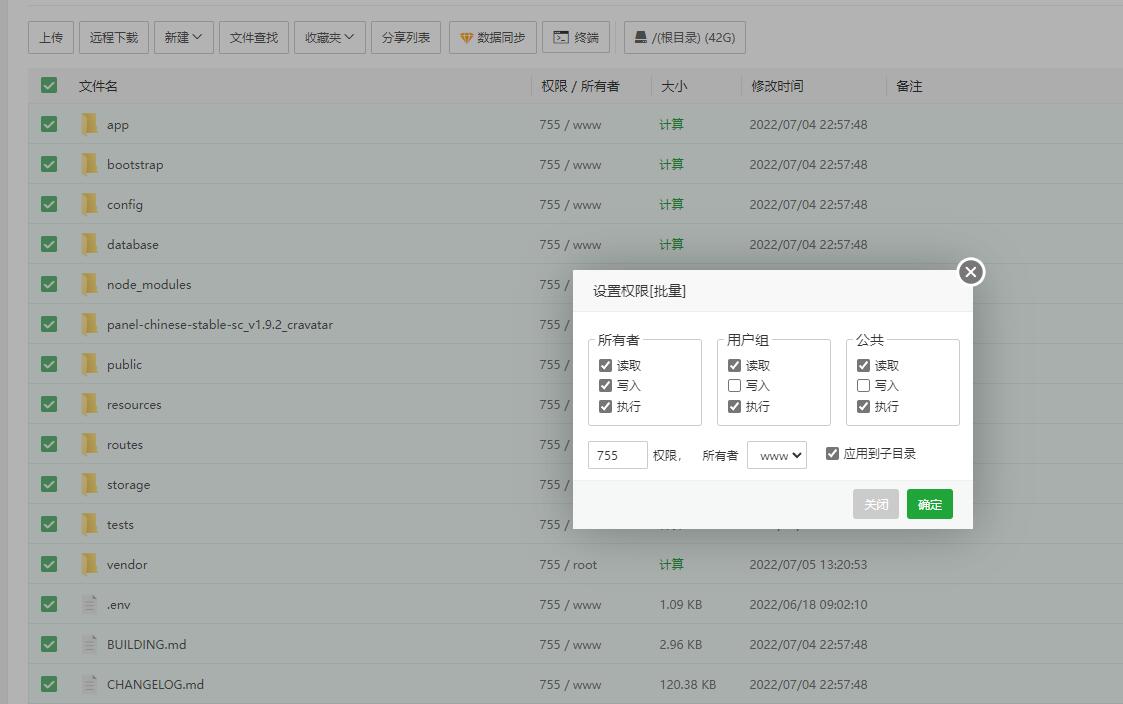 上传 远程下载 新建 文件查找 收藏夹 分享列表 数据同步 终端 /(根目录) (42G)
文件名 权限 / 所有者 大小 修改时间 备注
app 755 / www 计算 2022/07/04 22:57:48
bootstrap 755 / www 计算 2022/07/04 22:57:48
config 755 / www 计算 2022/07/04 22:57:48
database 755 / www 计算 2022/07/04 22:57:48
node_modules 755 /
panel-chinese-stable-sc_v1.9.2_cravatar 755 /
public 755 /
resources 755 /
routes 755 /
storage 755 /
tests 755 /
vendor 755 / root 计算 2022/07/05 13:20:53
.env 755 / www 1.09 KB 2022/06/18 09:02:10
BUILDING.md 755 / www 2.96 KB 2022/07/04 22:57:48
CHANGELOG.md 755 / www 120.38 KB 2022/07/04 22:57:48
设置权限[批量]
所有者 用户组 公共
读取 读取 读取
写入 写入 写入
执行 执行 执行
755 权限， 所有者 www 应用到子目录
关闭 确定